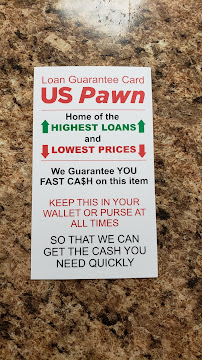 Loan Guarantee Card
US Pawn
Home of the
HIGHEST LOANS
and
LOWEST PRICES
We Guarantee YOU
FAST CA$H on this item
KEEP THIS IN YOUR
WALLET OR PURSE AT
ALL TIMES
SO THAT WE CAN
GET THE CASH YOU
NEED QUICKLY